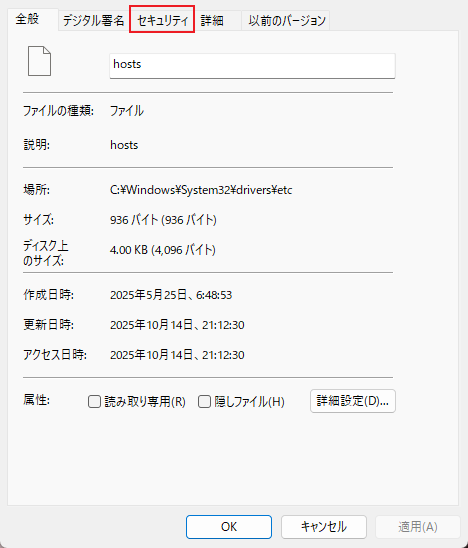 全般 デジタル署名 セキュリティ 詳細 以前のバージョン
hosts
ファイルの種類: ファイル
説明: hosts
場所: C:¥Windows¥System32¥drivers¥etc
サイズ: 936 バイト (936 バイト)
ディスク上
のサイズ: 4.00 KB (4,096 バイト)
作成日時: 2025年5月25日、6:48:53
更新日時: 2025年10月14日、21:12:30
アクセス日時: 2025年10月14日、21:12:30
属性: 読み取り専用(R) 隠しファイル(H) 詳細設定(D)...
OK キャンセル 適用(A)